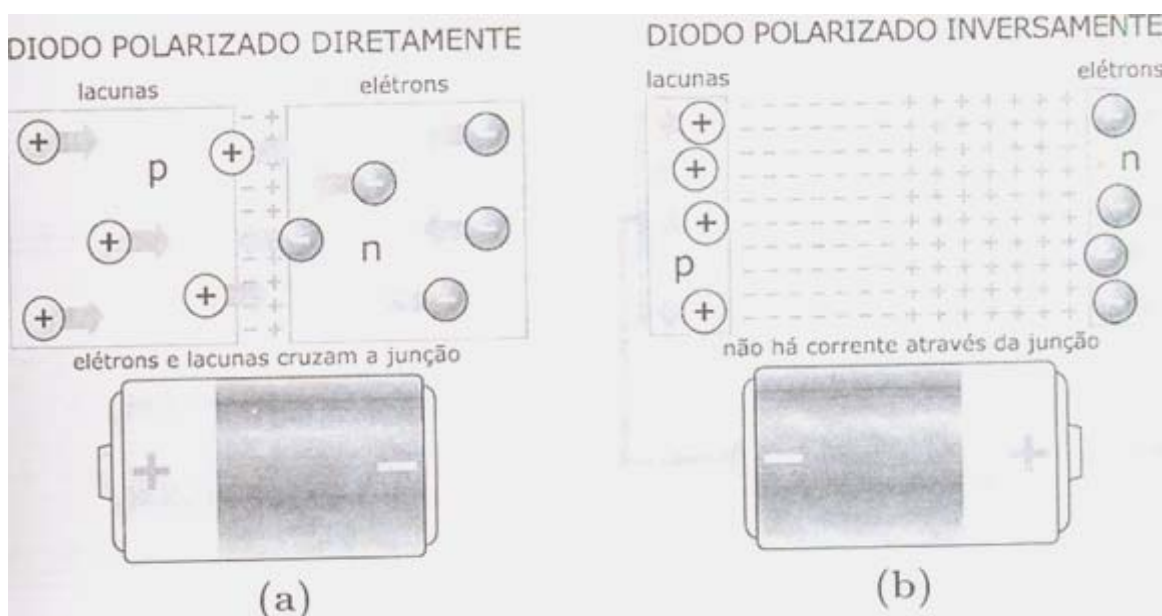 DIODO POLARIZADO DIRETAMENTE
lacunas
elétrons
p
n
elétrons e lacunas cruzam a junção
+
−
(a)
DIODO POLARIZADO INVERSAMENTE
lacunas
elétrons
n
p
não há corrente através da junção
−
+
(b)